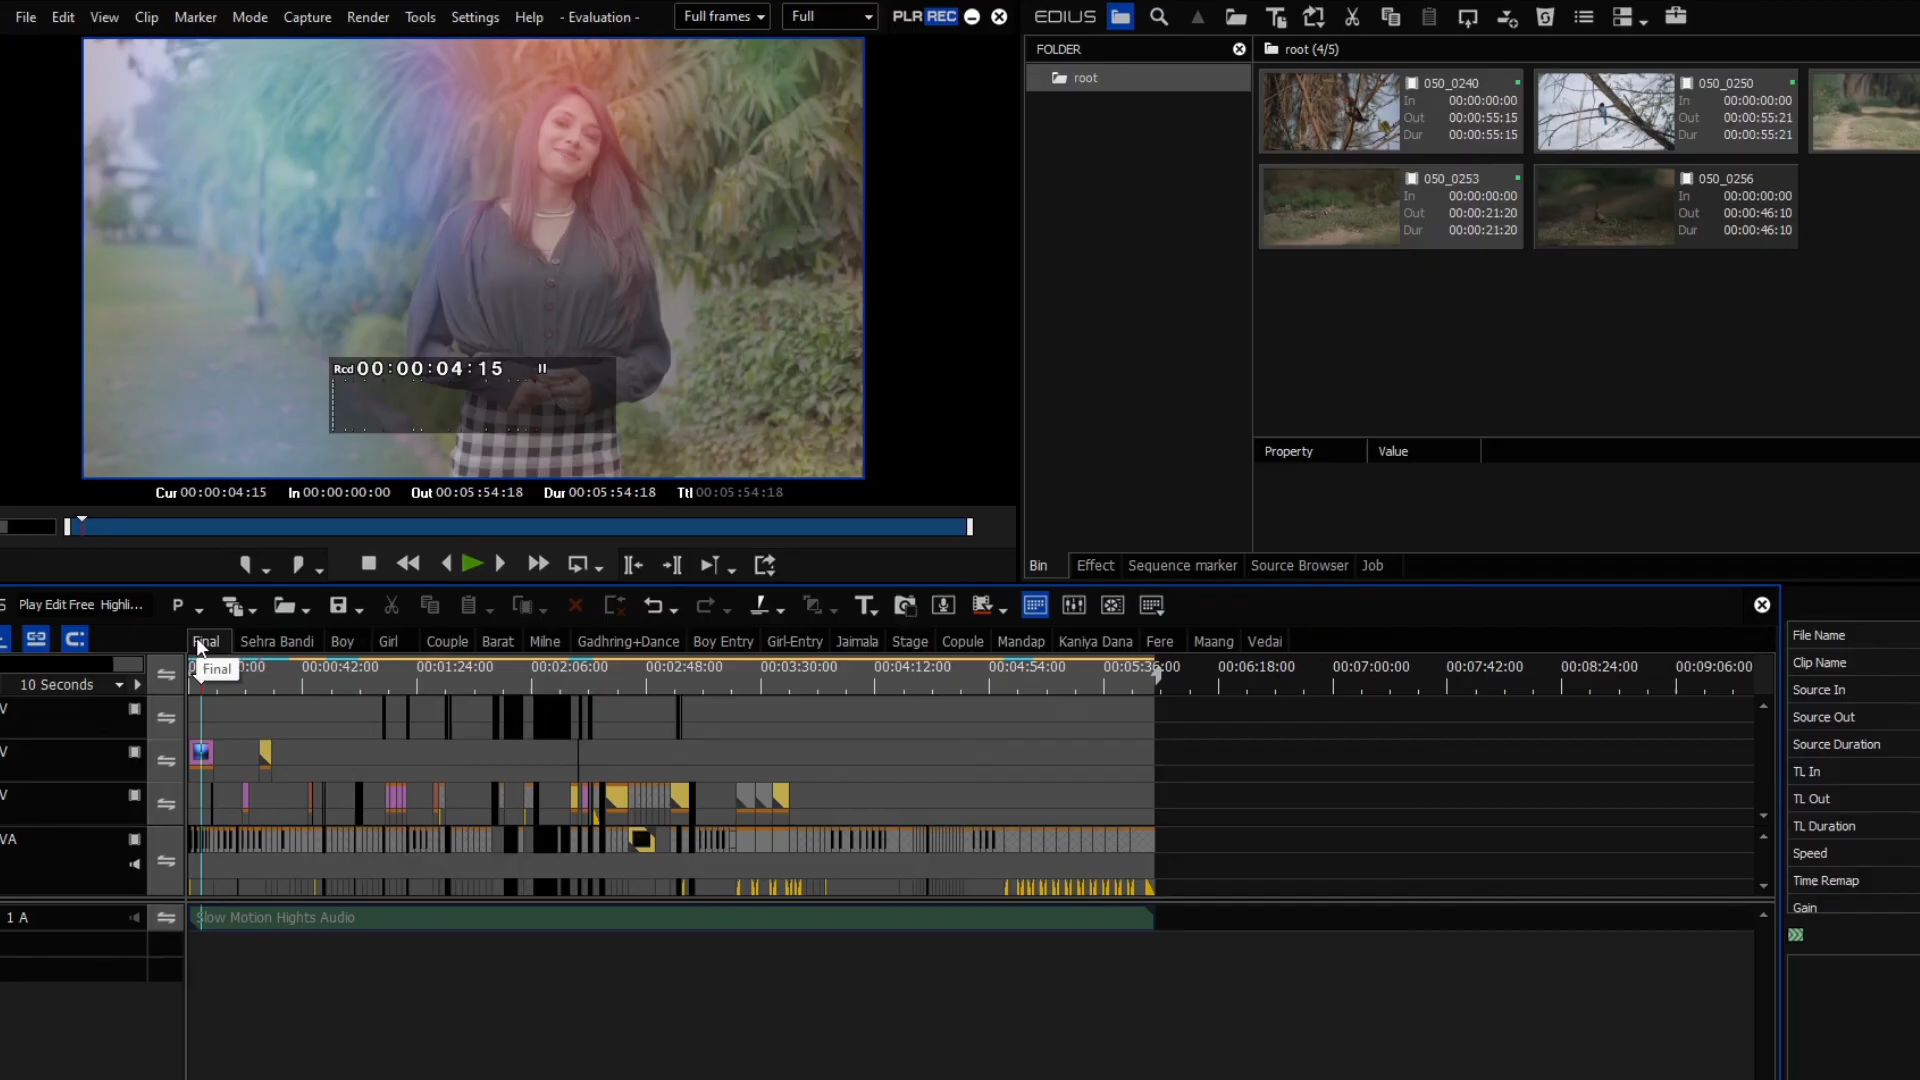 File Edit View Clip Marker Mode Capture Render Tools Settings Help - Evaluation - Full frames Full PLR REC
EDIUS
FOLDER
root
root (4/5)
050_0240
In 00:00:00:00
Out 00:00:55:15
Dur 00:00:55:15
050_0250
In 00:00:00:00
Out 00:00:55:21
Dur 00:00:55:21
050_0253
In 00:00:00:00
Out 00:00:21:20
Dur 00:00:21:20
050_0256
In 00:00:00:00
Out 00:00:46:10
Dur 00:00:46:10
Rcd 00:00:04:15
Cur 00:00:04:15 In 00:00:00:00 Out 00:05:54:18 Dur 00:05:54:18 Ttl 00:05:54:18
Property Value
Bin Effect Sequence marker Source Browser Job
S Play Edit Free Highli... P
Final Sehra Bandi Boy Girl Couple Barat Milne Gadhring+Dance Boy Entry Girl-Entry Jaimala Stage Copule Mandap Kaniya Dana Fere Maang Vedai
00:00:42:00 00:01:24:00 00:02:06:00 00:02:48:00 00:03:30:00 00:04:12:00 00:04:54:00 00:05:36:00 00:06:18:00 00:07:00:00 00:07:42:00 00:08:24:00 00:09:06:00
Final
10 Seconds
V
V
V
VA
1 A
Slow Motion Hights Audio
File Name
Clip Name
Source In
Source Out
Source Duration
TL In
TL Out
TL Duration
Speed
Time Remap
Gain